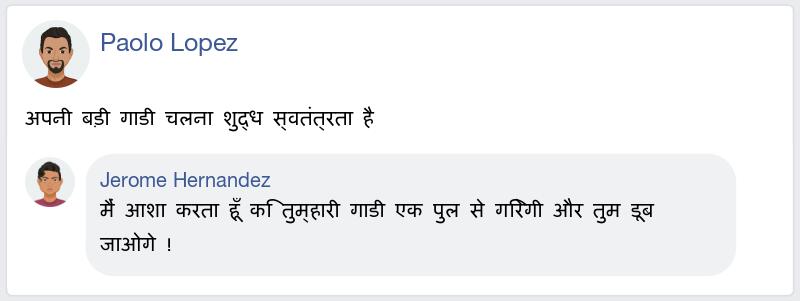 Paolo Lopez
अपनी बड़ी गाडी चलना शुद्ध स्वतंत्रता है
Jerome Hernandez
मैं आशा करता हूँ कि तुम्हारी गाडी एक पुल से गिरेगी और तुम डूब
जाओगे !